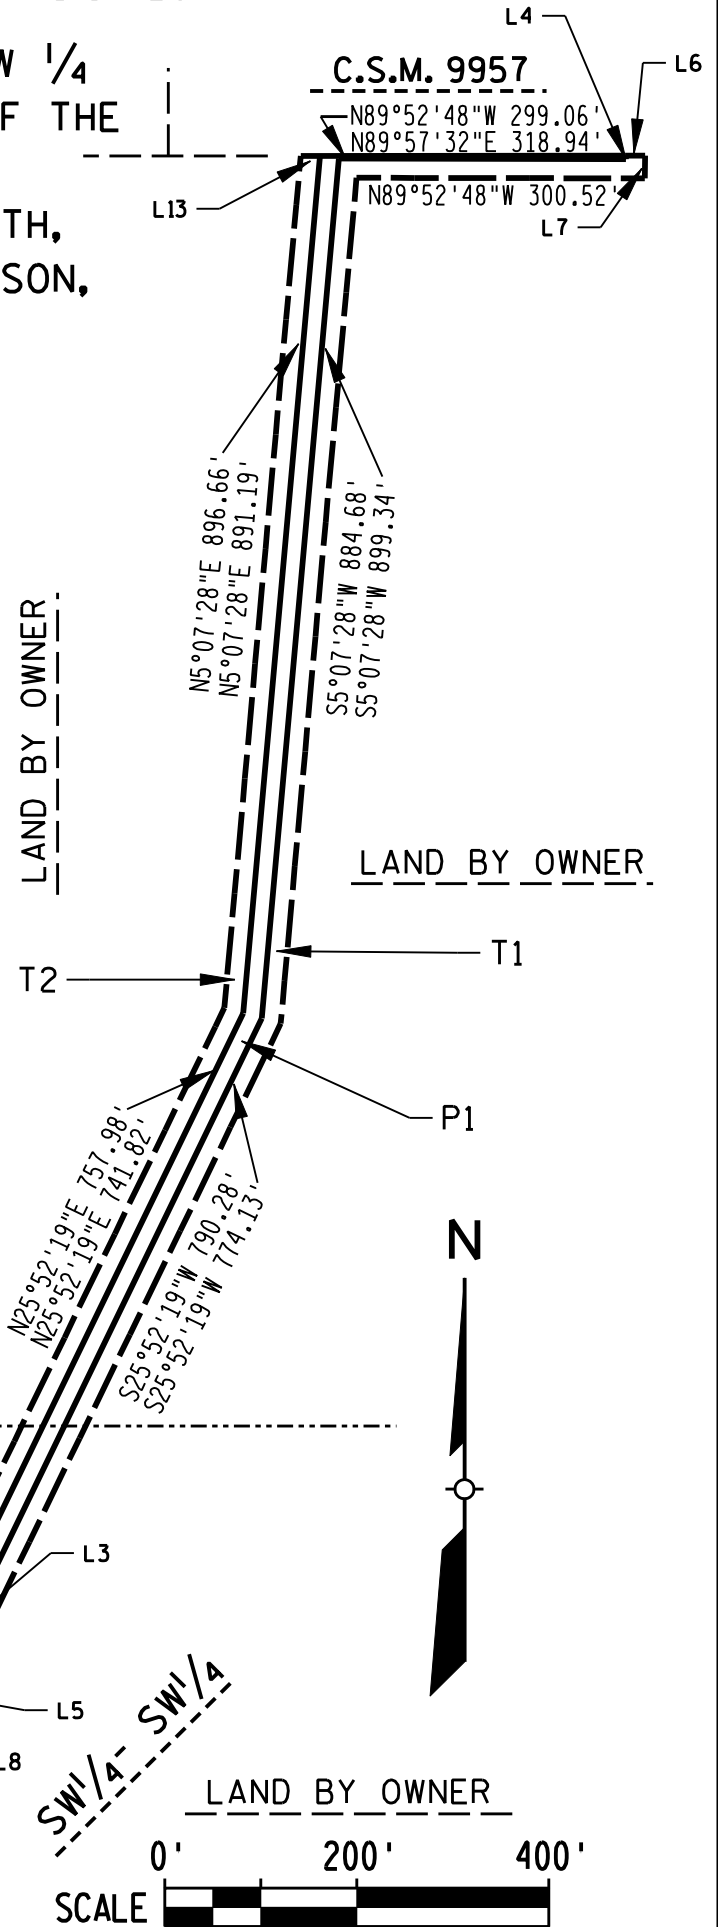 L4
W 1/4
L6
C.S.M. 9957
F THE
N89°52'48"W 299.06'
N89°57'32"E 318.94'
N89°52'48"W 300.52'
L13
TH,
L7
SON,
N5°07'28"E 896.66'
N5°07'28"E 891.19'
S5°07'28"W 884.68'
S5°07'28"W 899.34'
LAND BY OWNER
LAND BY OWNER
T1
T2
P1
N25°52'19"E 757.98'
N25°52'19"E 741.82'
S25°52'19"W 790.28'
S25°52'19"W 774.13'
N
L3
L5
SW1/4- SW1/4
L8
LAND BY OWNER
0' 200' 400'
SCALE